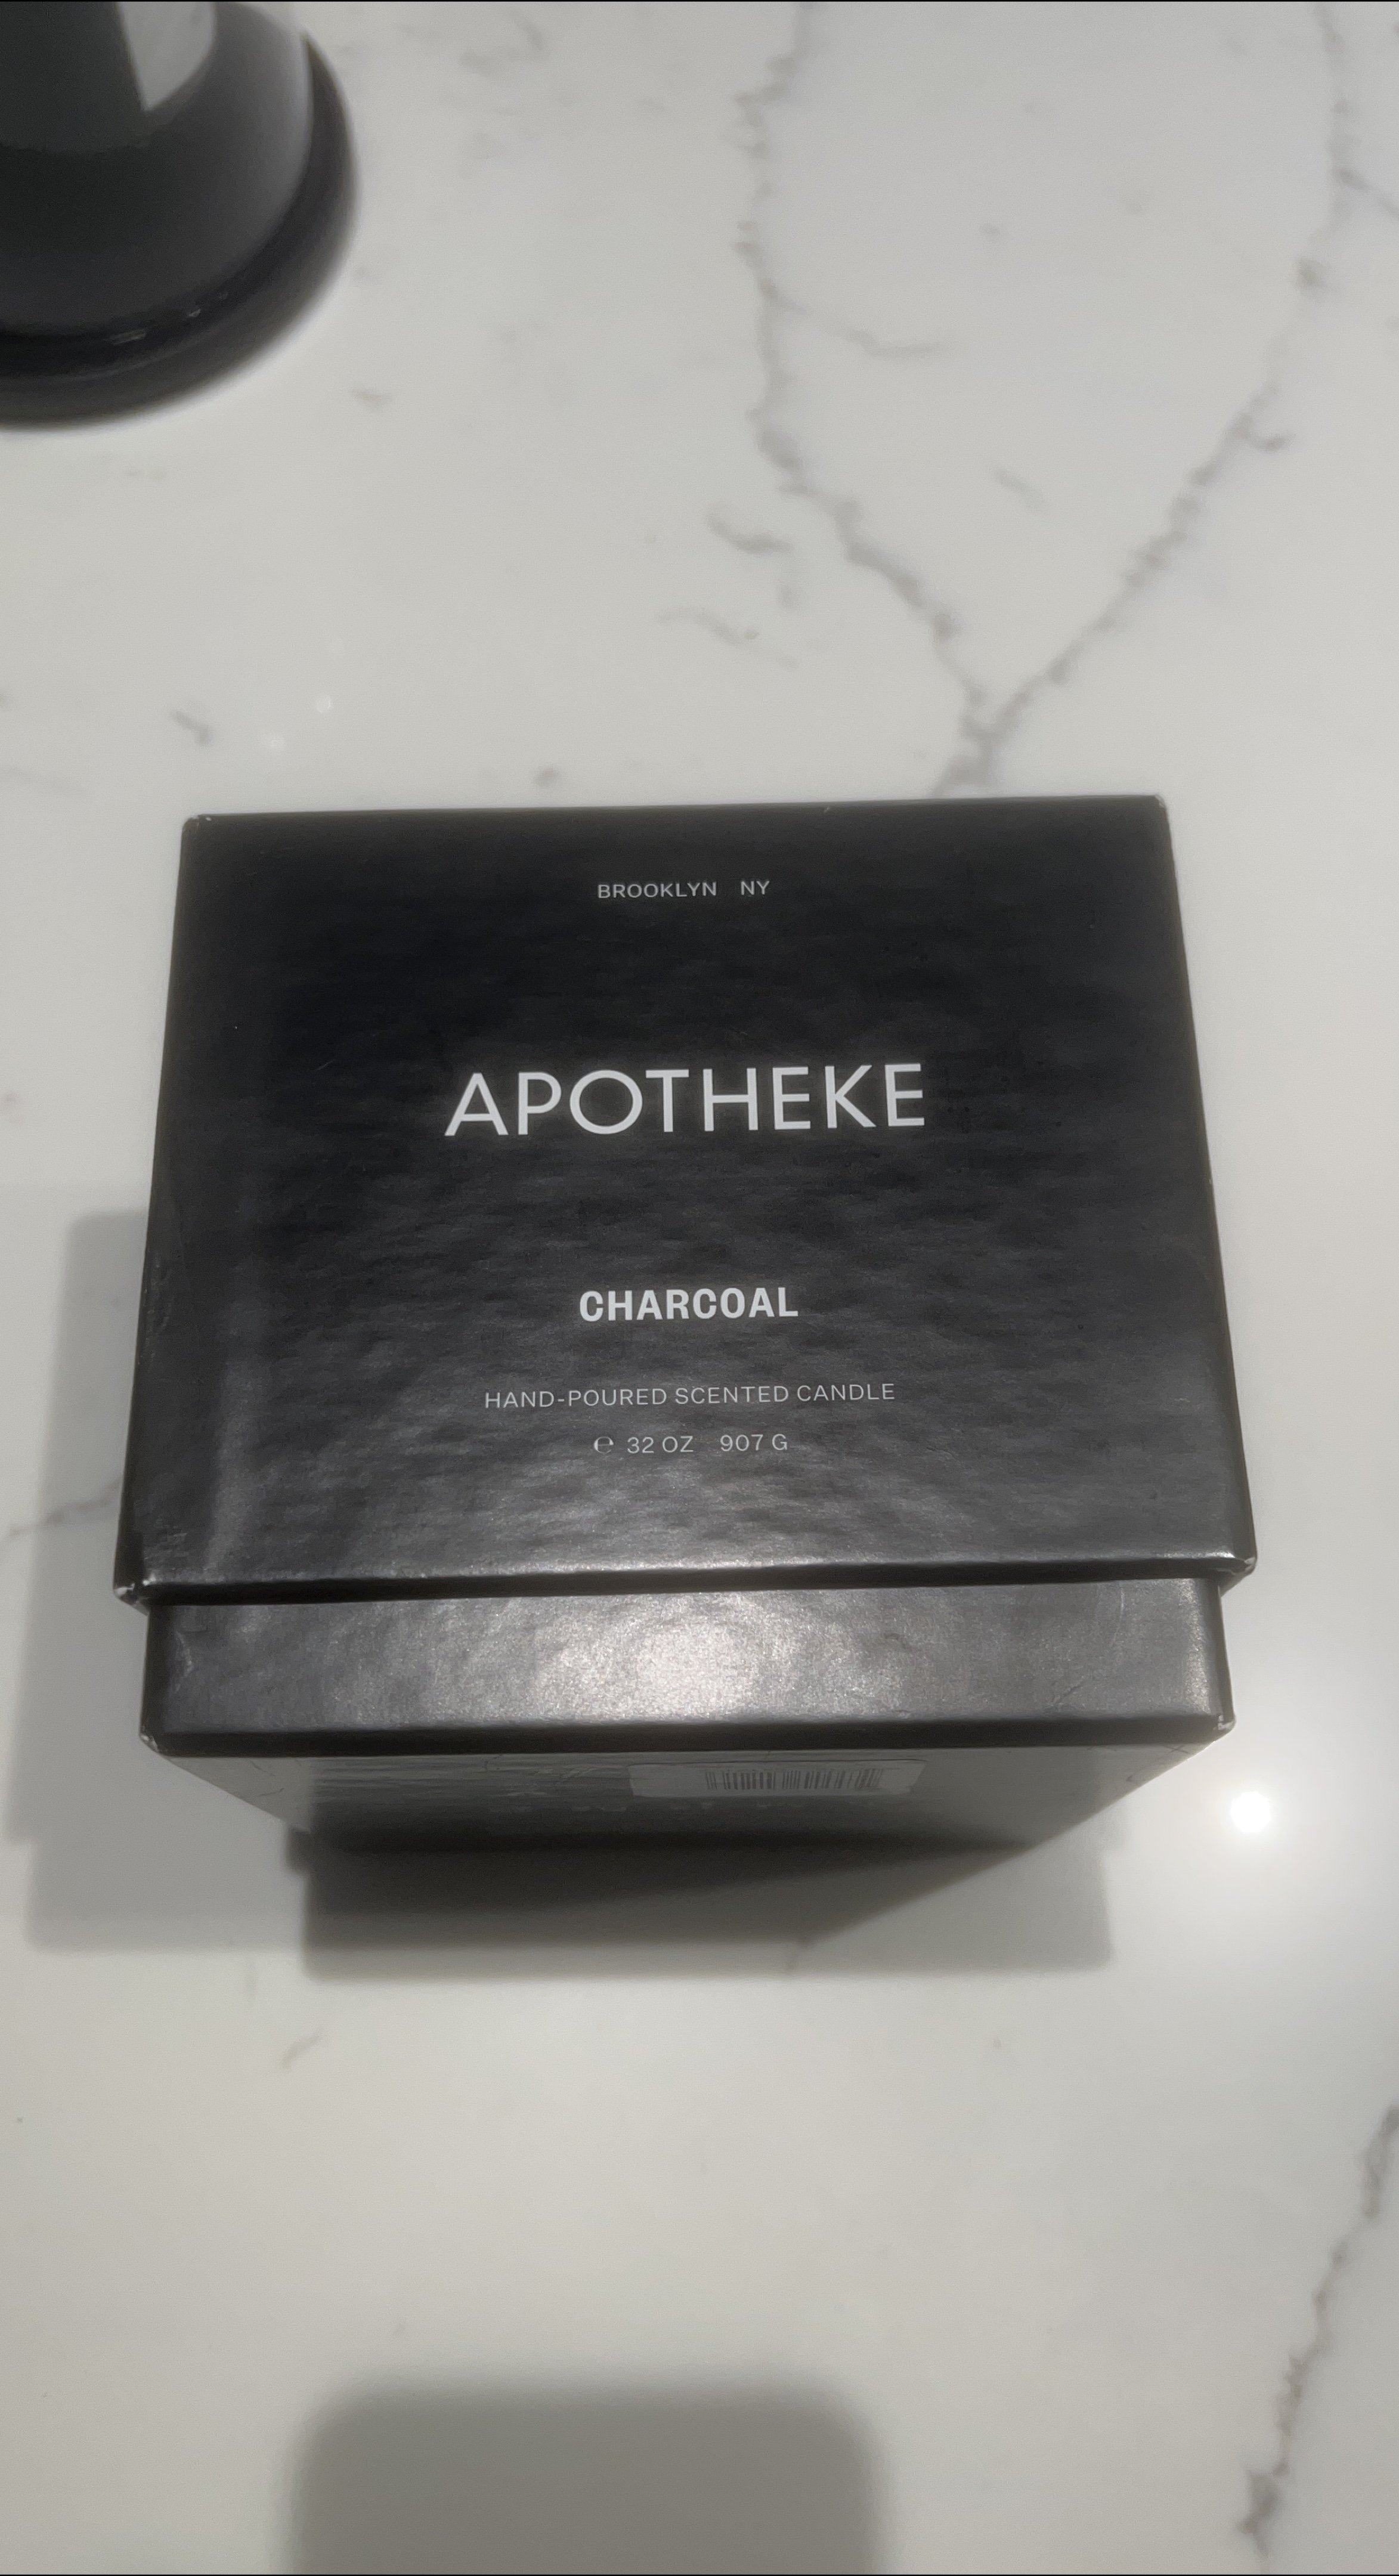 BROOKLYN NY
APOTHEKE
CHARCOAL
HAND-POURED SCENTED CANDLE
℮ 32 OZ 907 G